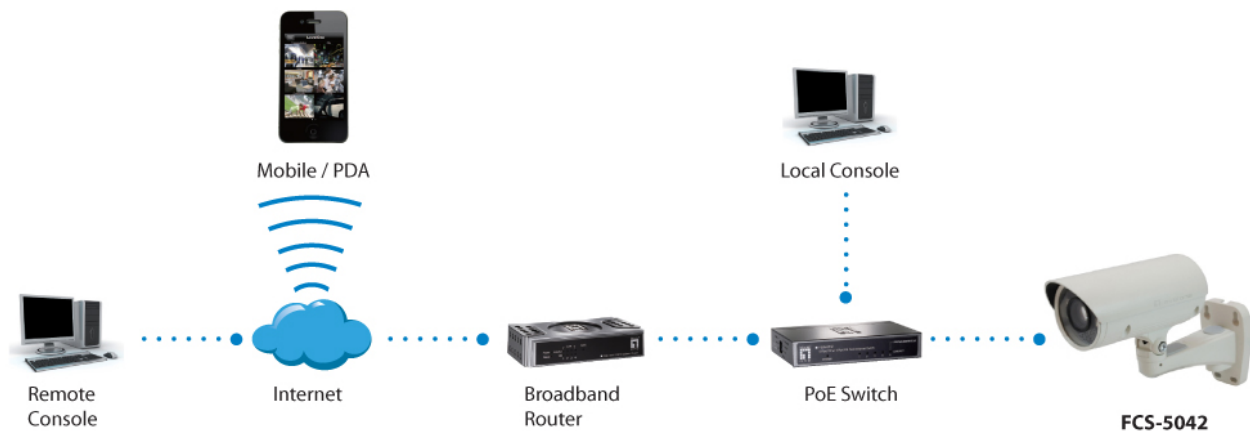 Mobile / PDA
Local Console
Remote
Console
Internet
Broadband
Router
PoE Switch
FCS-5042